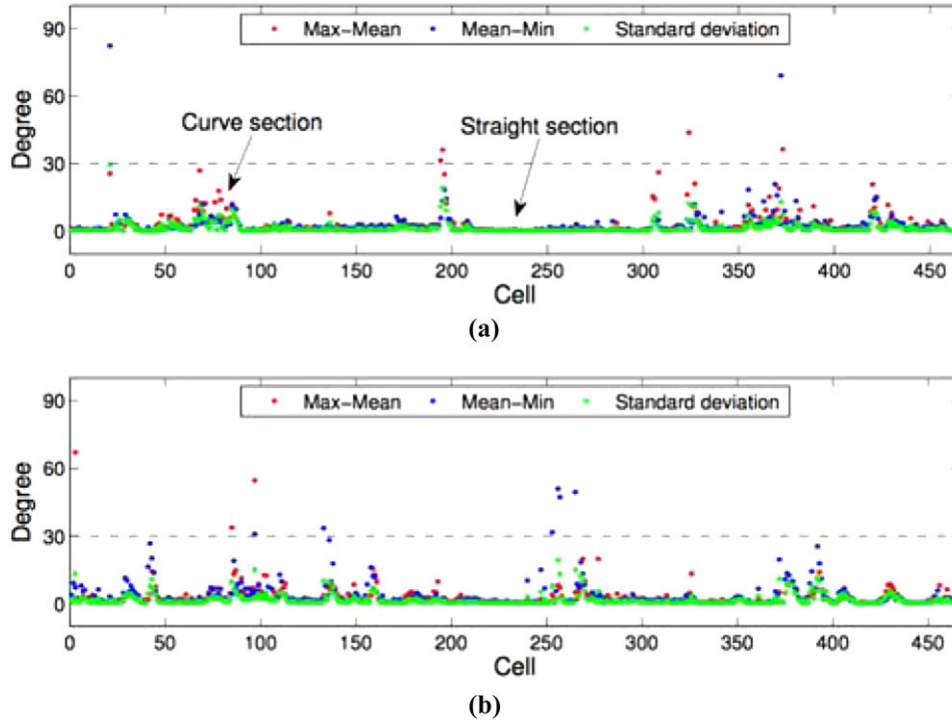 90
Max-Mean Mean-Min Standard deviation
60
Degree
Curve section
Straight section
30
0
0 50 100 150 200 250 300 350 400 450
Cell
(a)
90
Max-Mean Mean-Min Standard deviation
60
Degree
30
0
0 50 100 150 200 250 300 350 400 450
Cell
(b)